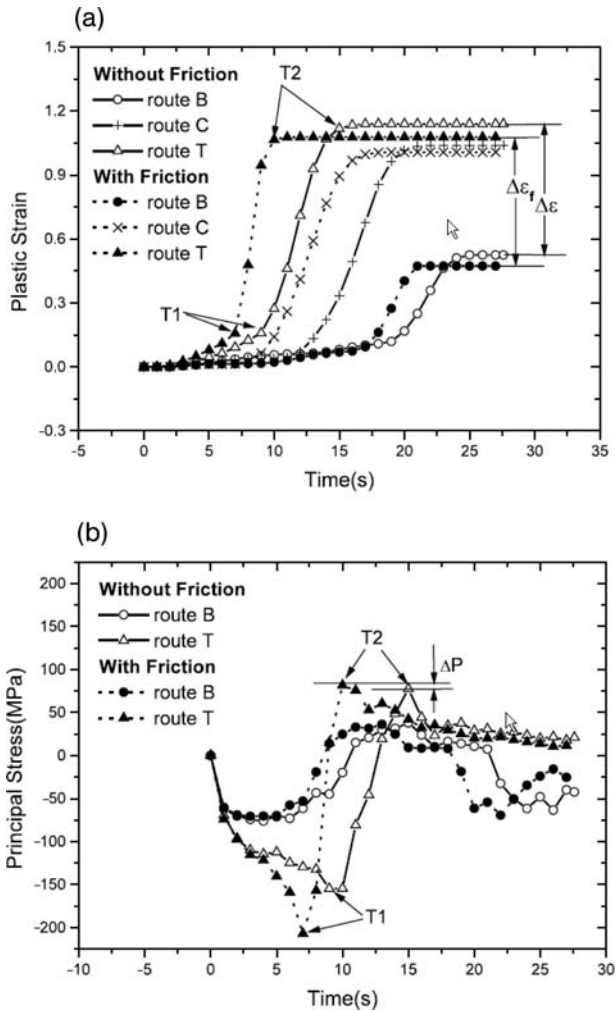 (a)
Without Friction
route B
route C
route T
With Friction
route B
route C
route T
T2
T1
Δεf
Δε
1.5
1.2
0.9
0.6
0.3
0.0
-0.3
Plastic Strain
-5 0 5 10 15 20 25 30 35
Time(s)
(b)
Without Friction
route B
route T
With Friction
route B
route T
T2
ΔP
T1
200
150
100
50
0
-50
-100
-150
-200
Principal Stress(MPa)
-10 -5 0 5 10 15 20 25 30
Time(s)